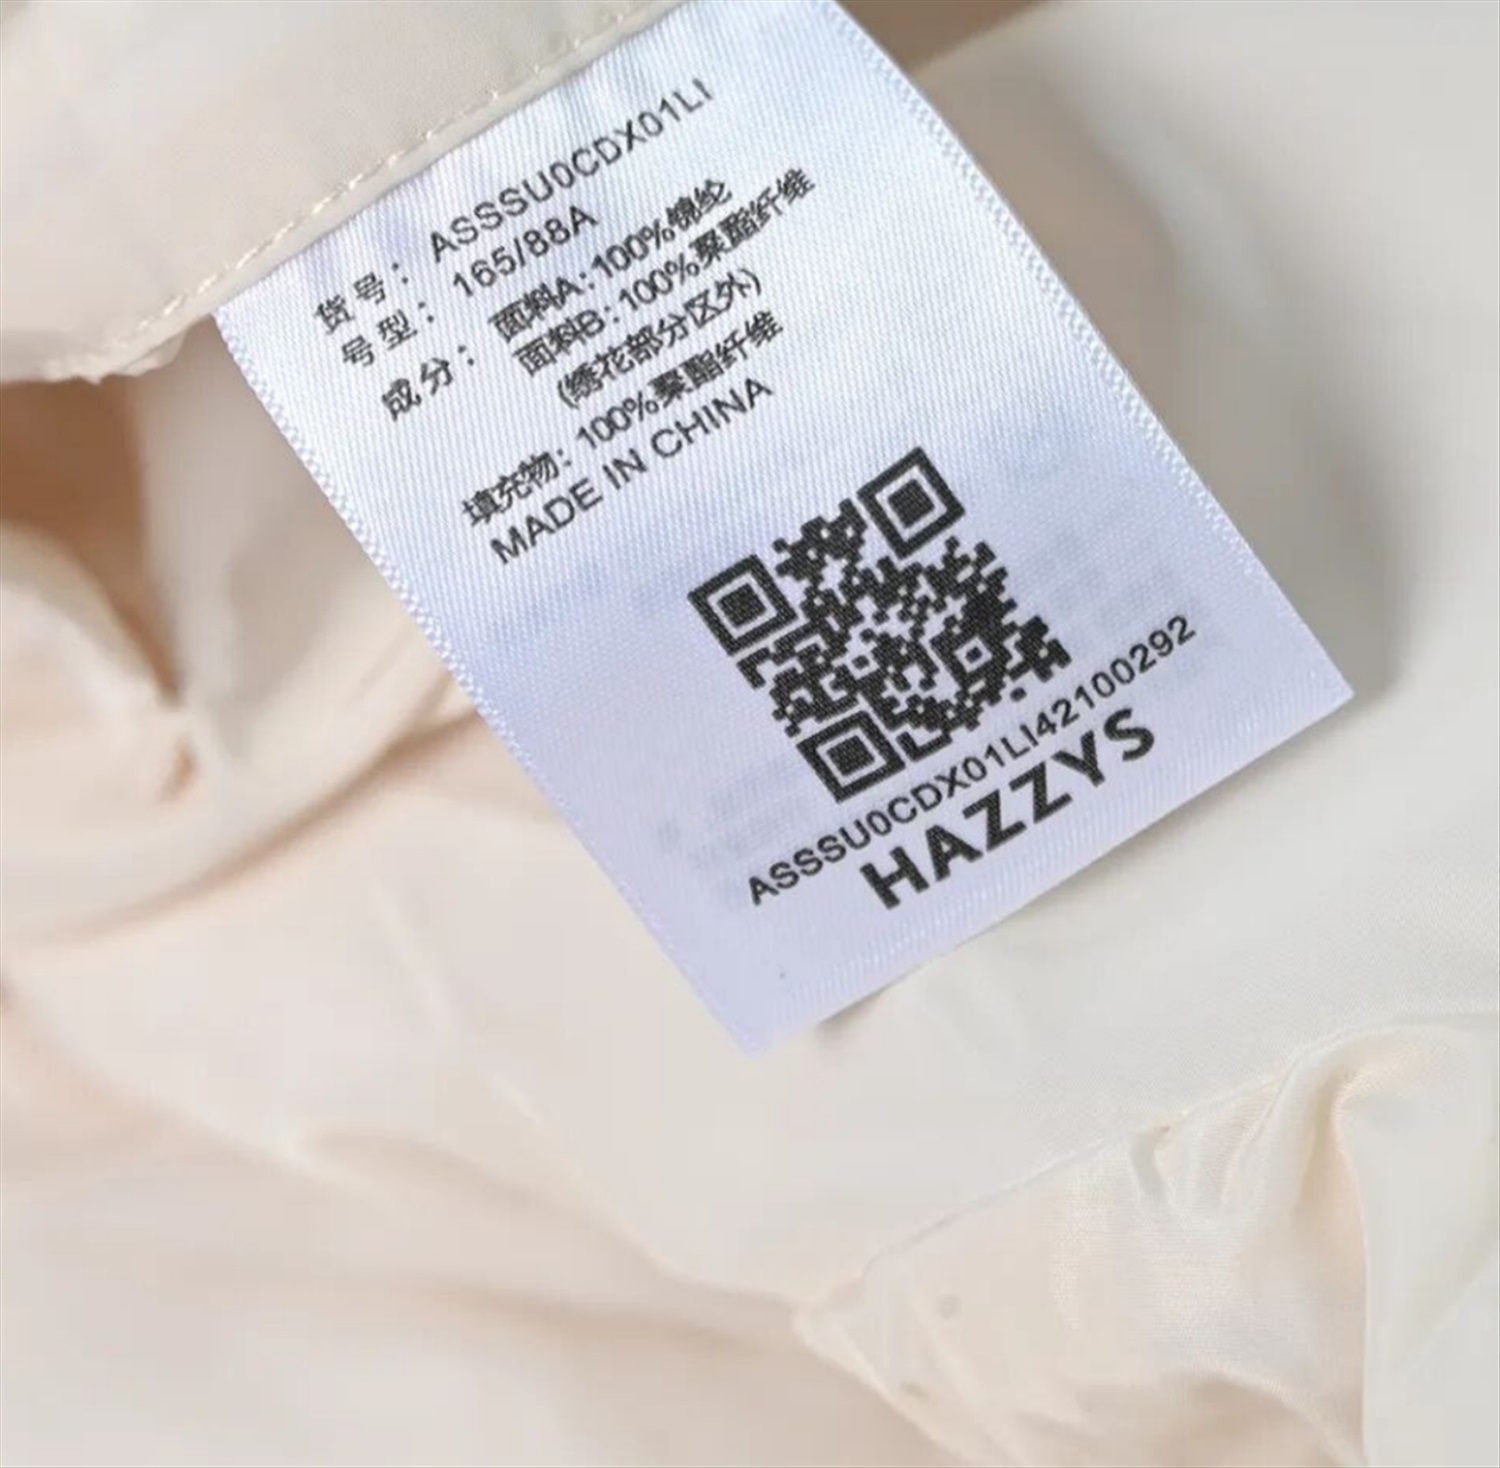 货号： ASSSU0CDX01LI
号型： 165/88A
成分： 面料A:100%锦纶
面料B:100%聚酯纤维
(绣花部分区外)
填充物: 100%聚酯纤维
MADE IN CHINA
ASSSU0CDX01LI42100292
HAZZYS